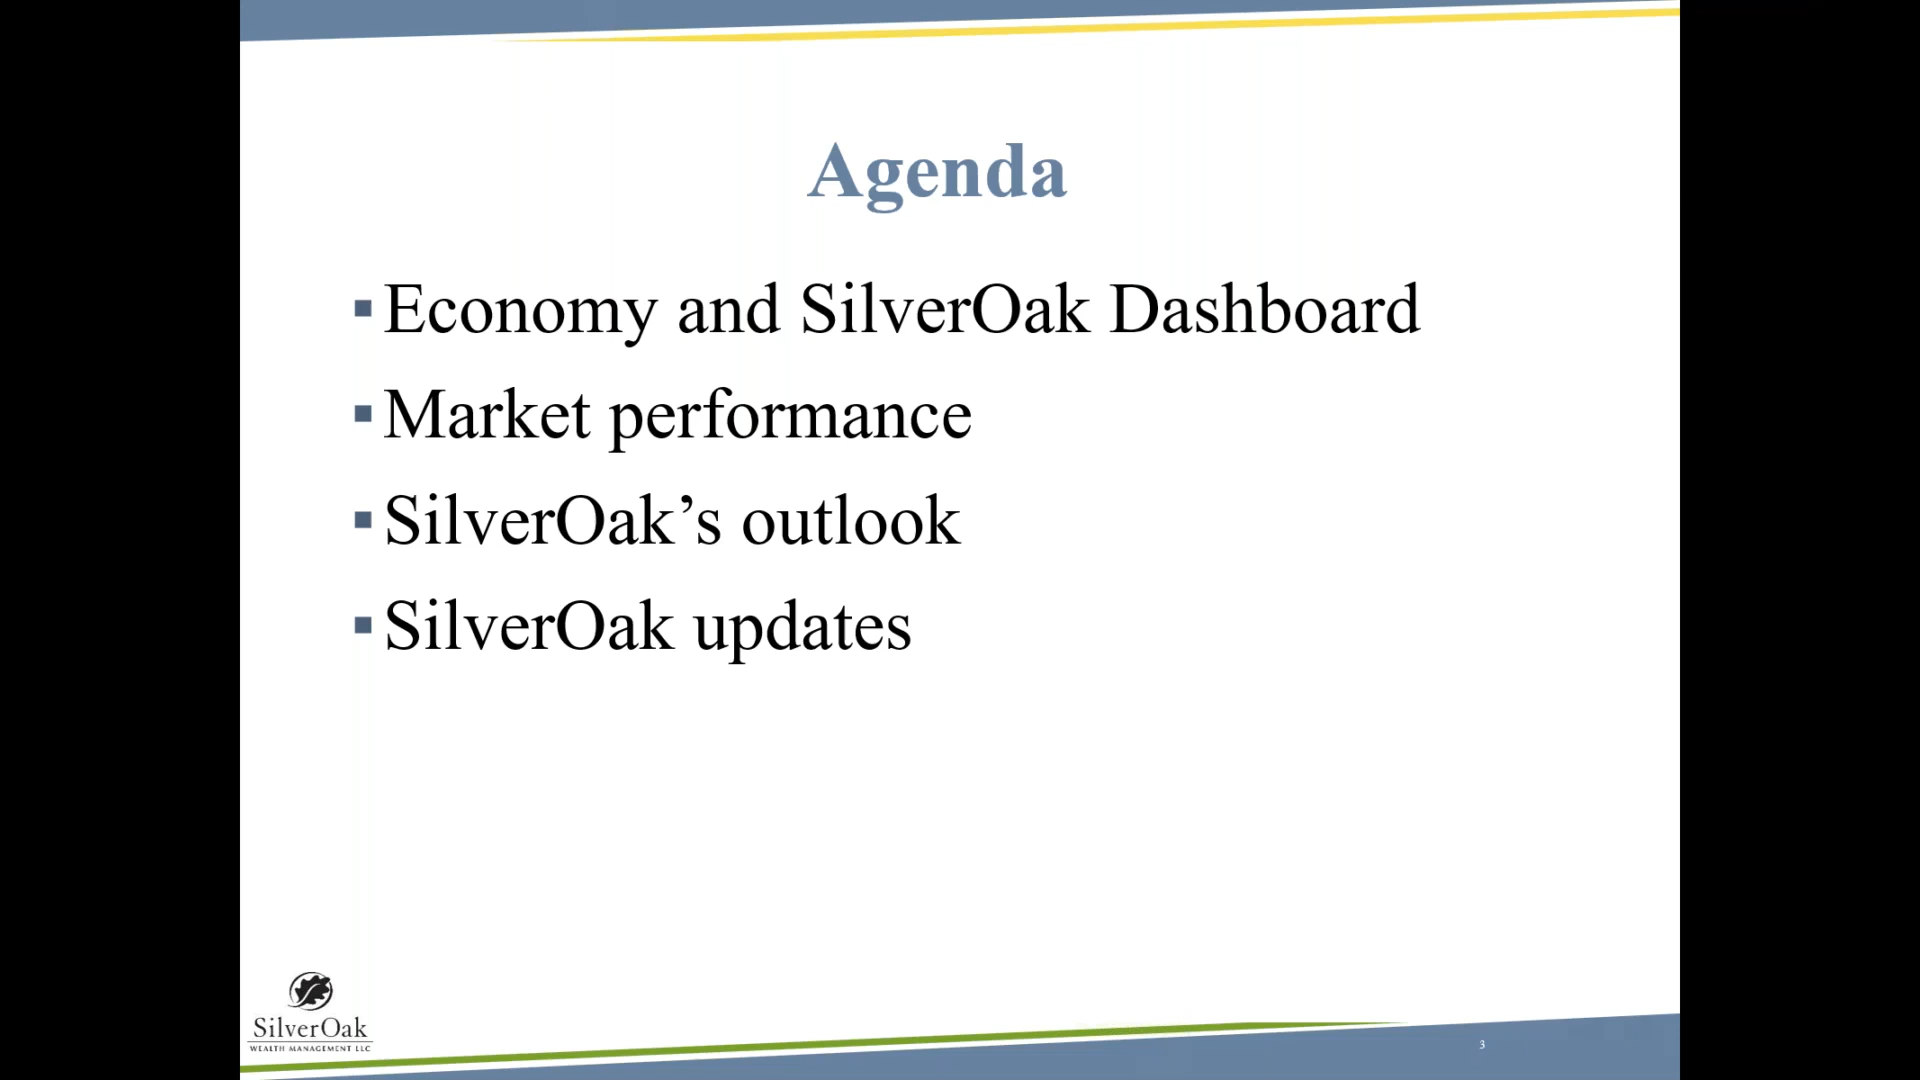 Agenda
▪Economy and SilverOak Dashboard
▪Market performance
▪SilverOak’s outlook
▪SilverOak updates
SilverOak
WEALTH MANAGEMENT LLC
3